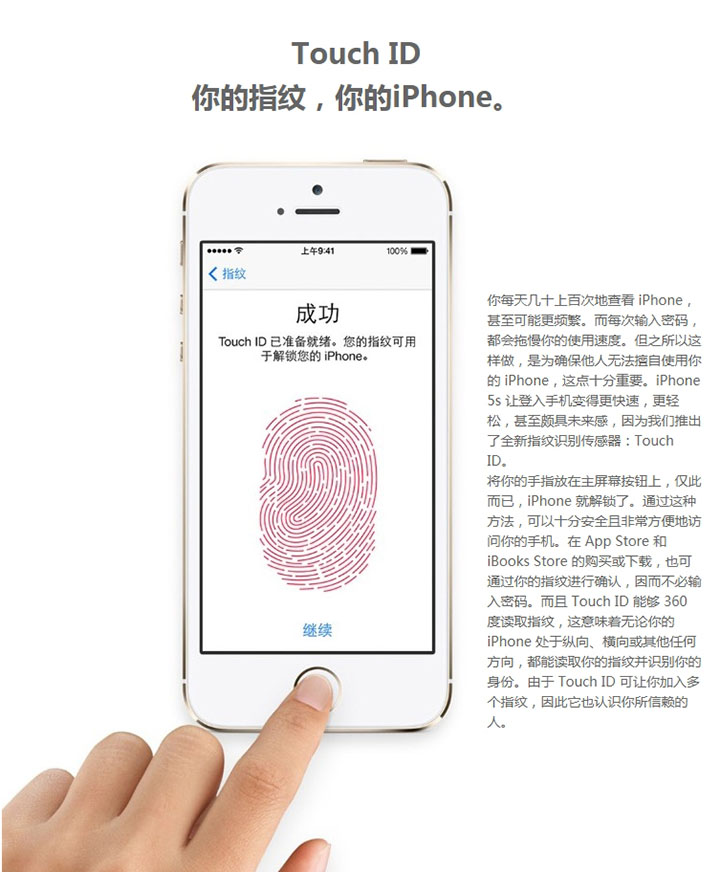 Touch ID
你的指纹，你的iPhone。
上午9:41
100%
指纹
成功
Touch ID 已准备就绪。您的指纹可用
于解锁您的 iPhone。
继续
你每天几十上百次地查看 iPhone，
甚至可能更频繁。而每次输入密码，
都会拖慢你的使用速度。但之所以这
样做，是为确保他人无法擅自使用你
的 iPhone，这点十分重要。iPhone
5s 让登入手机变得更快速，更轻
松，甚至颇具未来感，因为我们推出
了全新指纹识别传感器：Touch
ID。
将你的手指放在主屏幕按钮上，仅此
而已，iPhone 就解锁了。通过这种
方法，可以十分安全且非常方便地访
问你的手机。在 App Store 和
iBooks Store 的购买或下载，也可
通过你的指纹进行确认，因而不必输
入密码。而且 Touch ID 能够 360
度读取指纹，这意味着无论你的
iPhone 处于纵向、横向或其他任何
方向，都能读取你的指纹并识别你的
身份。由于 Touch ID 可让你加入多
个指纹，因此它也认识你所信赖的
人。